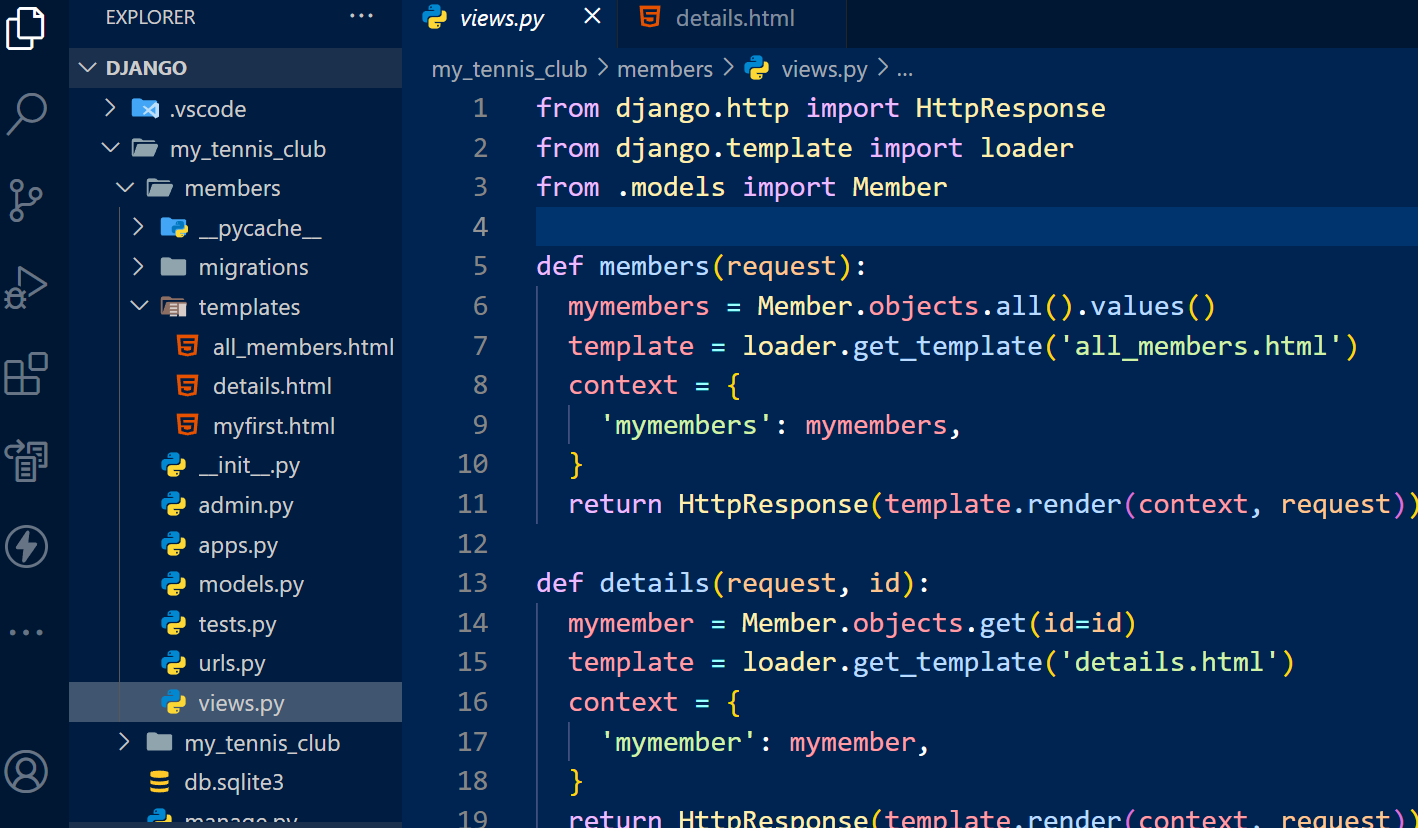 EXPLORER
DJANGO
.vscode
my_tennis_club
members
__pycache__
migrations
templates
all_members.html
details.html
myfirst.html
__init__.py
admin.py
apps.py
models.py
tests.py
urls.py
views.py
my_tennis_club
db.sqlite3
manage.py
views.py
details.html
my_tennis_club > members > views.py > ...
1 from django.http import HttpResponse
2 from django.template import loader
3 from .models import Member
4
5 def members(request):
6   mymembers = Member.objects.all().values()
7   template = loader.get_template('all_members.html')
8   context = {
9     'mymembers': mymembers,
10   }
11   return HttpResponse(template.render(context, request))
12
13 def details(request, id):
14   mymember = Member.objects.get(id=id)
15   template = loader.get_template('details.html')
16   context = {
17     'mymember': mymember,
18   }
19   return HttpResponse(template.render(context, request))